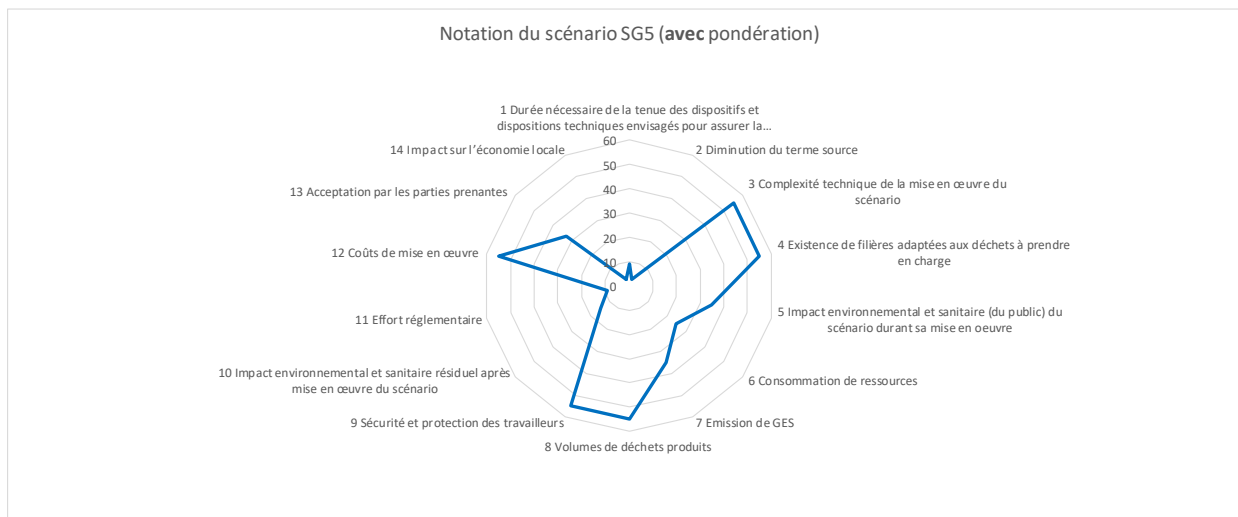 Notation du scénario SG5 (avec pondération)
1 Durée nécessaire de la tenue des dispositifs et
dispositions techniques envisagés pour assurer la...
2 Diminution du terme source
3 Complexité technique de la mise en œuvre du
scénario
4 Existence de filières adaptées aux déchets à prendre
en charge
5 Impact environnemental et sanitaire (du public) du
scénario durant sa mise en oeuvre
6 Consommation de ressources
7 Emission de GES
8 Volumes de déchets produits
9 Sécurité et protection des travailleurs
10 Impact environnemental et sanitaire résiduel après
mise en œuvre du scénario
11 Effort réglementaire
12 Coûts de mise en œuvre
13 Acceptation par les parties prenantes
14 Impact sur l'économie locale
60
50
40
30
20
10
0